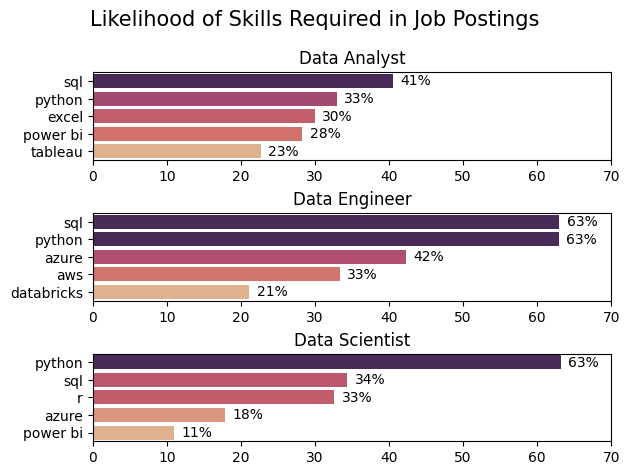 Likelihood of Skills Required in Job Postings
Data Analyst
sql 41%
python 33%
excel 30%
power bi 28%
tableau 23%
0 10 20 30 40 50 60 70
Data Engineer
sql 63%
python 63%
azure 42%
aws 33%
databricks 21%
0 10 20 30 40 50 60 70
Data Scientist
python 63%
sql 34%
r 33%
azure 18%
power bi 11%
0 10 20 30 40 50 60 70